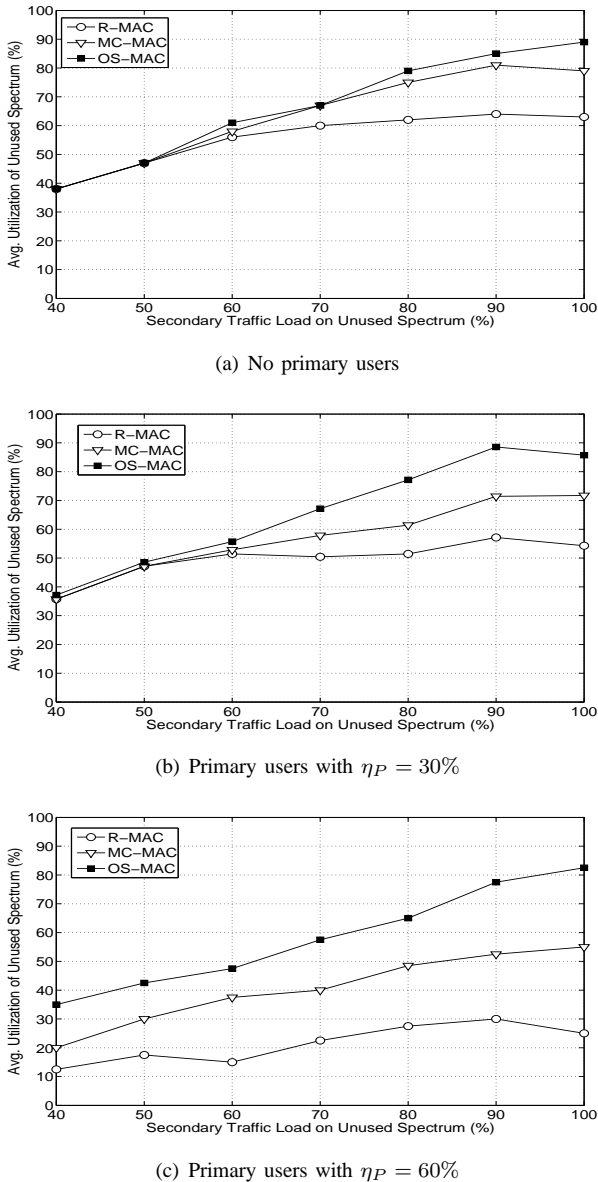 100
90
80
70
60
50
40
30
20
10
0
Avg. Utilization of Unused Spectrum (%)
R−MAC
MC−MAC
OS−MAC
40 50 60 70 80 90 100
Secondary Traffic Load on Unused Spectrum (%)
(a) No primary users
100
90
80
70
60
50
40
30
20
10
0
Avg. Utilization of Unused Spectrum (%)
R−MAC
MC−MAC
OS−MAC
40 50 60 70 80 90 100
Secondary Traffic Load on Unused Spectrum (%)
(b) Primary users with ηP = 30%
100
90
80
70
60
50
40
30
20
10
0
Avg. Utilization of Unused Spectrum (%)
R−MAC
MC−MAC
OS−MAC
40 50 60 70 80 90 100
Secondary Traffic Load on Unused Spectrum (%)
(c) Primary users with ηP = 60%